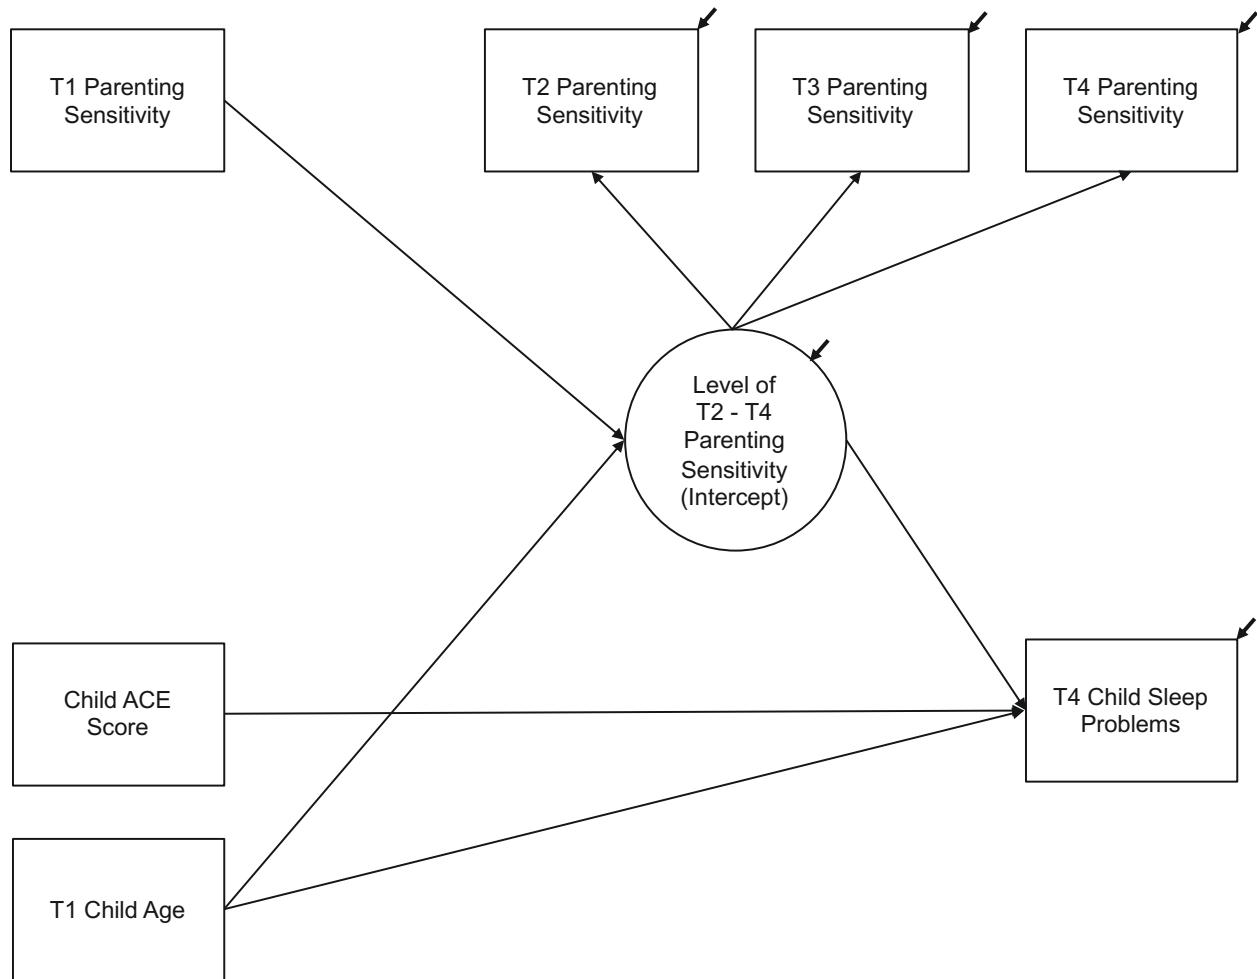 T1 Parenting
Sensitivity
T2 Parenting
Sensitivity
T3 Parenting
Sensitivity
T4 Parenting
Sensitivity
Level of
T2 - T4
Parenting
Sensitivity
(Intercept)
Child ACE
Score
T4 Child Sleep
Problems
T1 Child Age